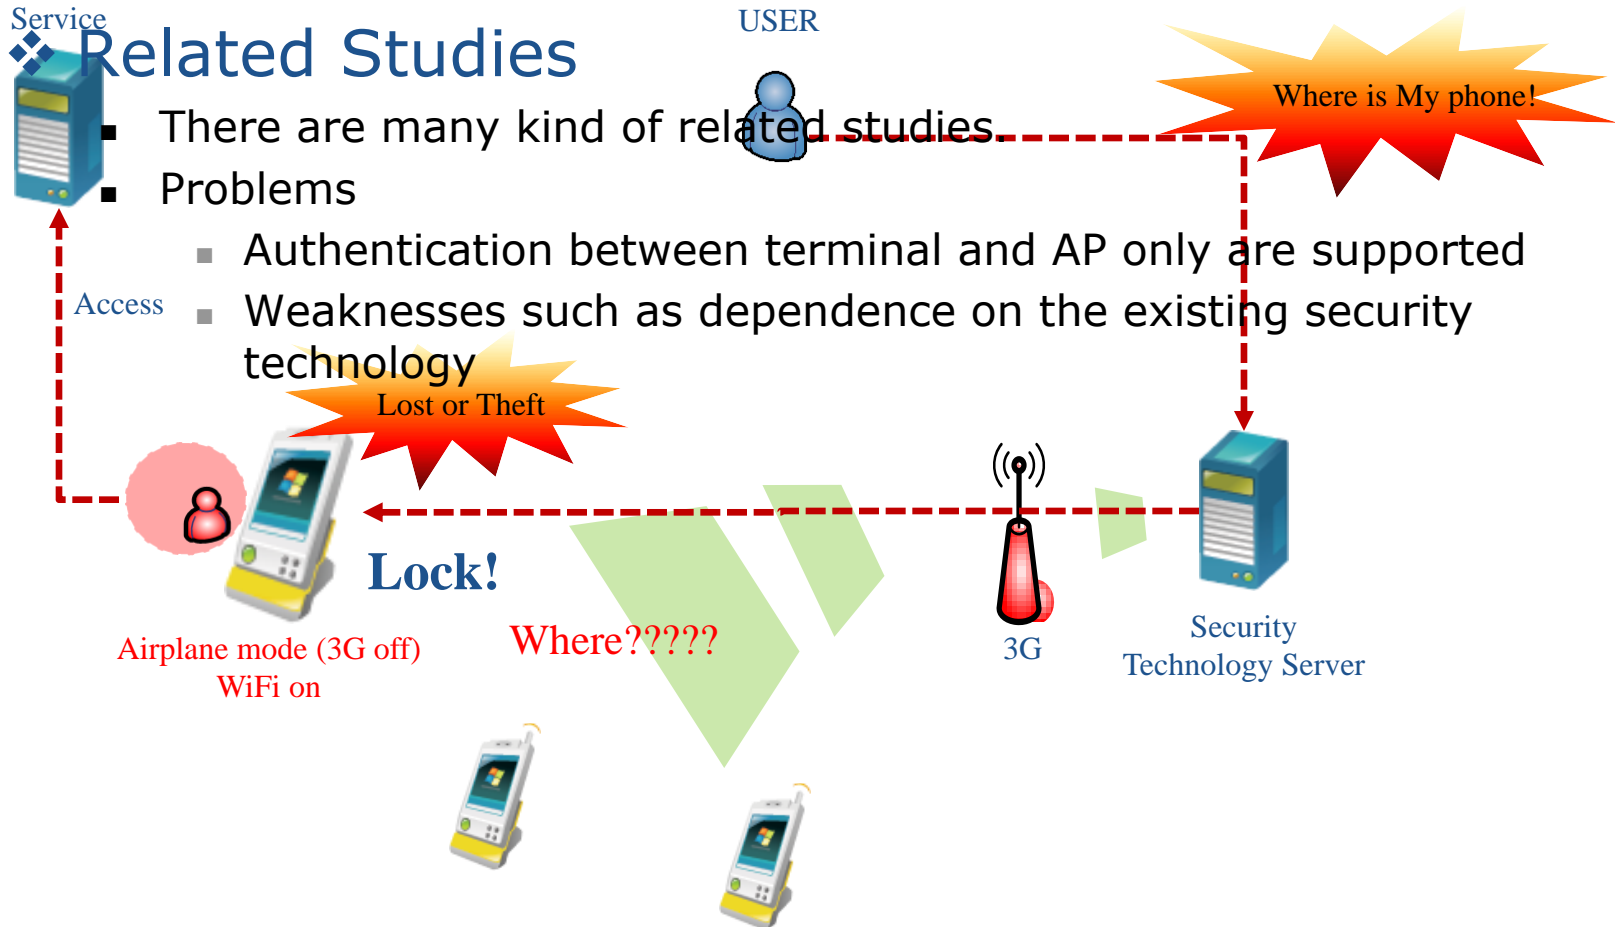 Service
USER
Related Studies
Where is My phone!
There are many kind of related studies.
Problems
Authentication between terminal and AP only are supported
Access
Weaknesses such as dependence on the existing security
technology
Lost or Theft
Lock!
Where?????
Airplane mode (3G off)
WiFi on
3G
Security
Technology Server